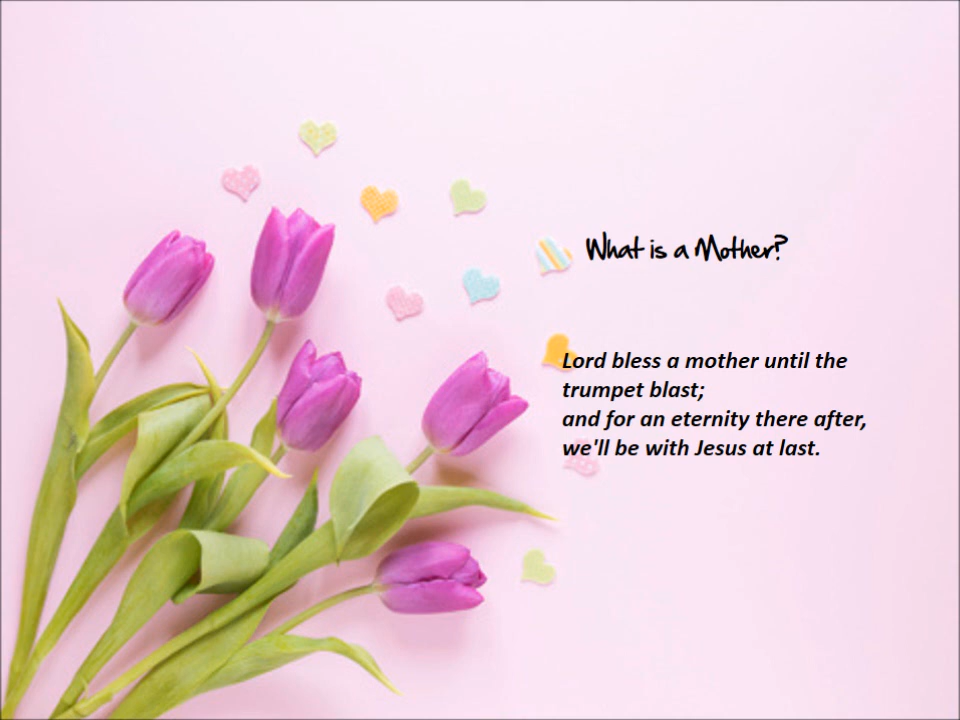 What is a Mother?
Lord bless a mother until the
trumpet blast;
and for an eternity there after,
we'll be with Jesus at last.